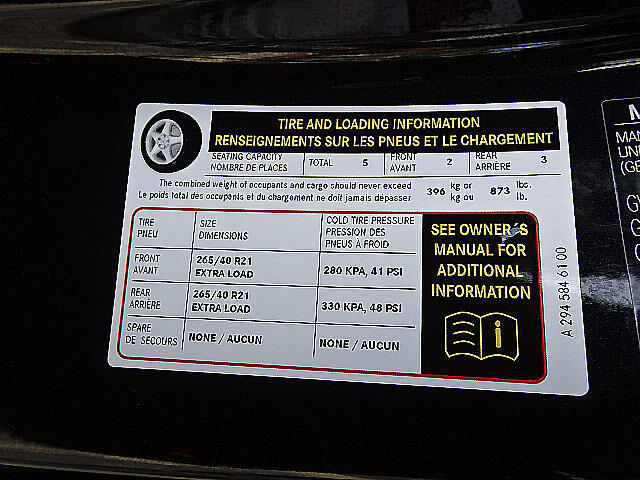 TIRE AND LOADING INFORMATION
RENSEIGNEMENTS SUR LES PNEUS ET LE CHARGEMENT
SEATING CAPACITY
NOMBRE DE PLACES
TOTAL 5
FRONT
AVANT
2
REAR
ARRIÈRE
3
The combined weight of occupants and cargo should never exceed
Le poids total des occupants et du chargement ne doit jamais dépasser
396 kg or
kg ou
873 lbs.
lb.
TIRE
PNEU
SIZE
DIMENSIONS
COLD TIRE PRESSURE
PRESSION DES
PNEUS À FROID
FRONT
AVANT
265/40 R21
EXTRA LOAD
280 KPA, 41 PSI
REAR
ARRIÈRE
265/40 R21
EXTRA LOAD
330 KPA, 48 PSI
SPARE
DE SECOURS
NONE / AUCUN
NONE / AUCUN
SEE OWNER'S
MANUAL FOR
ADDITIONAL
INFORMATION
A 294 584 61 00